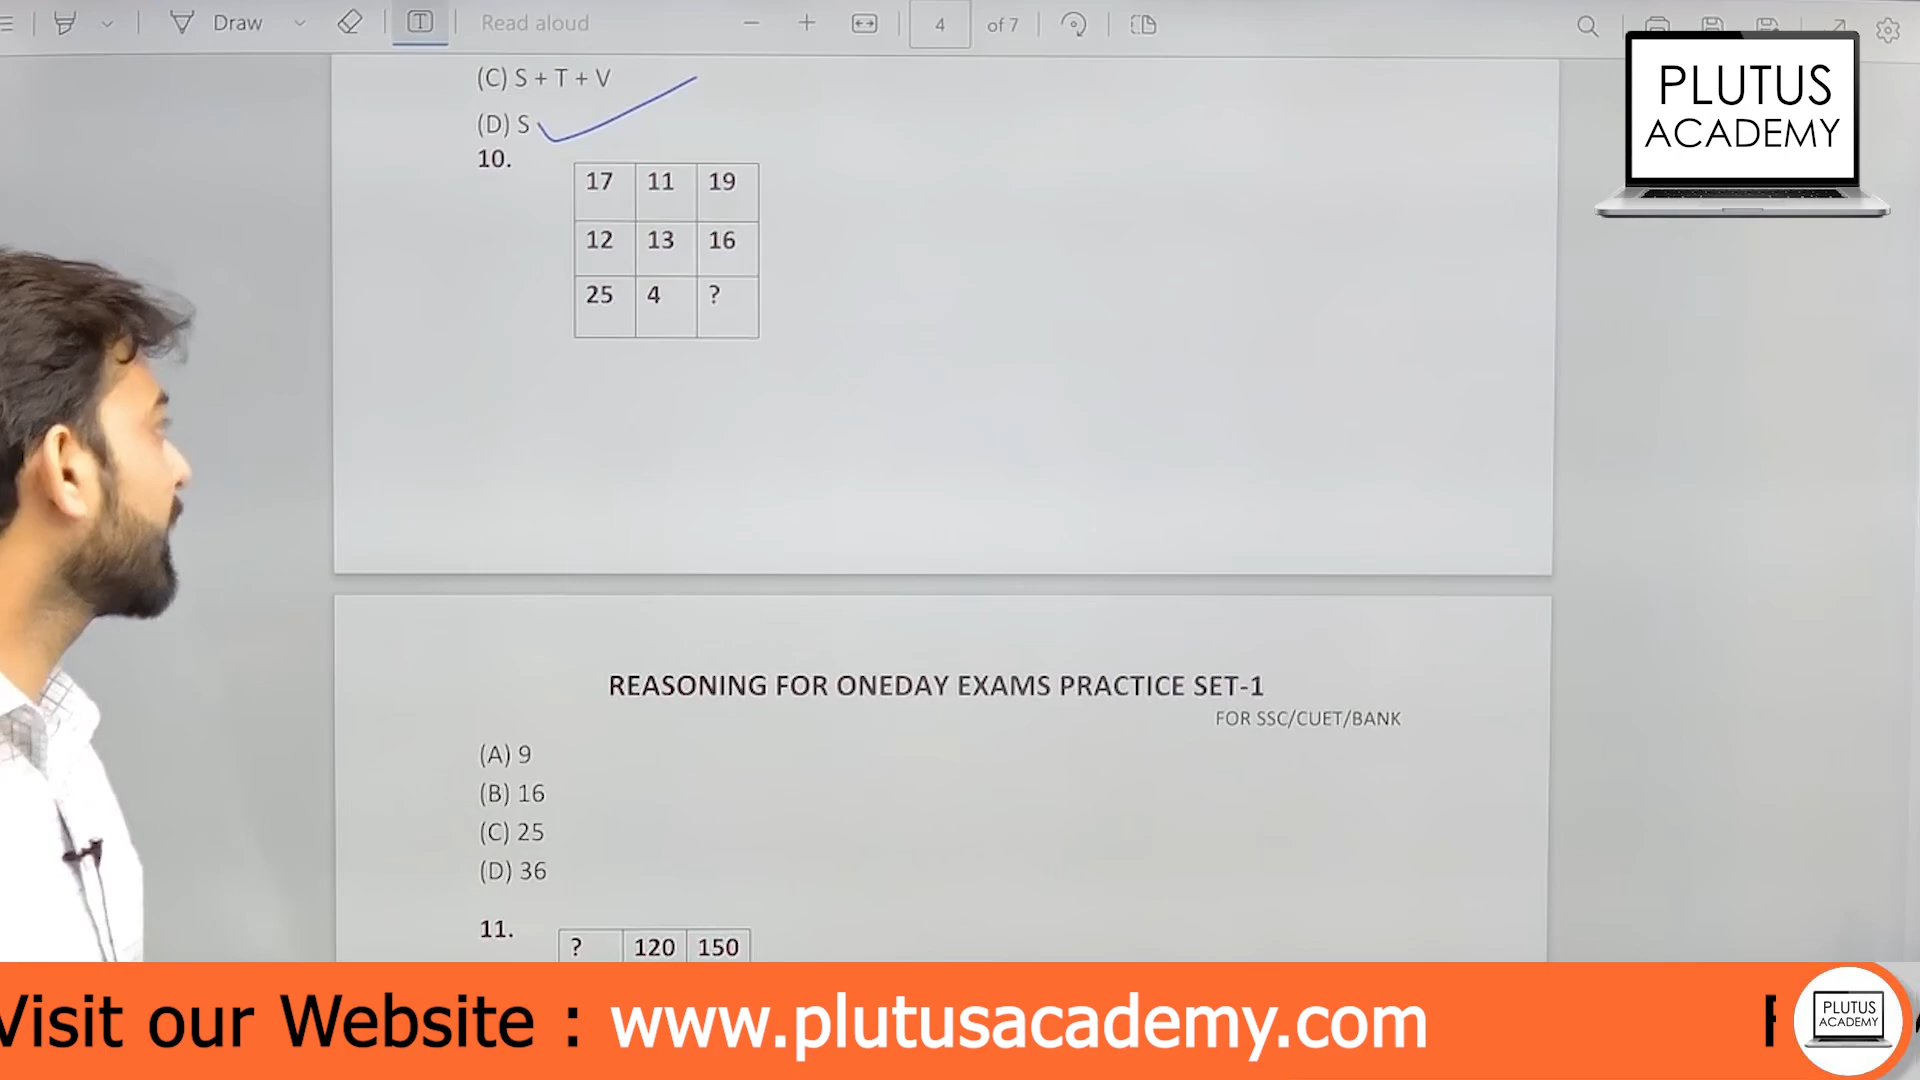 Draw
Read aloud
4 of 7
PLUTUS
ACADEMY
(C) S + T + V
(D) S
10.
17 11 19
12 13 16
25 4 ?
REASONING FOR ONEDAY EXAMS PRACTICE SET-1
FOR SSC/CUET/BANK
(A) 9
(B) 16
(C) 25
(D) 36
11.
? 120 150
Visit our Website : www.plutusacademy.com
PLUTUS
ACADEMY